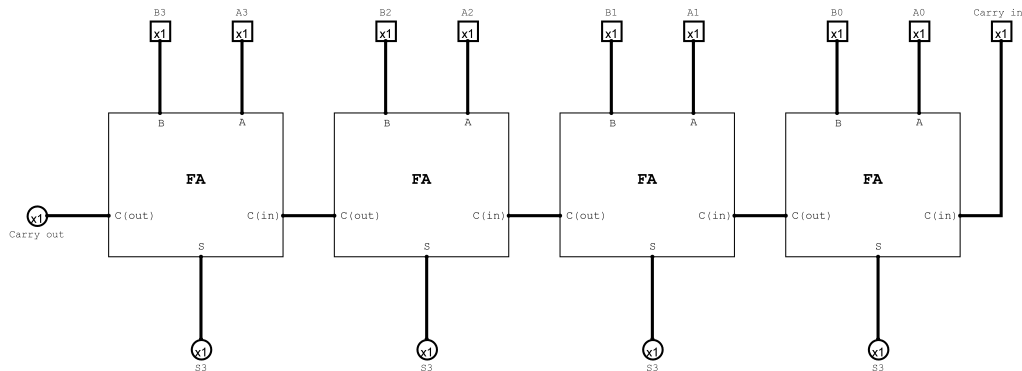 B3 A3 B2 A2 B1 A1 B0 A0 Carry in
x1 x1 x1 x1 x1 x1 x1 x1 x1
B A B A B A B A
FA FA FA FA
x1 C(out) C(in) C(out) C(in) C(out) C(in) C(out) C(in)
Carry out
S S S S
x1 x1 x1 x1
S3 S3 S3 S3